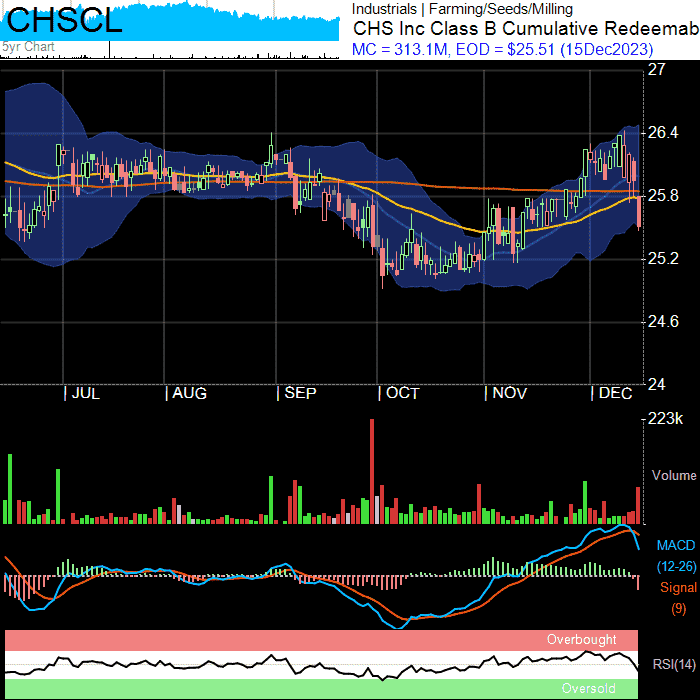 CHSCL
5yr Chart
Industrials | Farming/Seeds/Milling
CHS Inc Class B Cumulative Redeemab
MC = 313.1M, EOD = $25.51 (15Dec2023)
27
26.4
25.8
25.2
24.6
24
| JUL | AUG | SEP | OCT | NOV | DEC
223k
Volume
MACD
(12-26)
Signal
(9)
Overbought
RSI(14)
Oversold